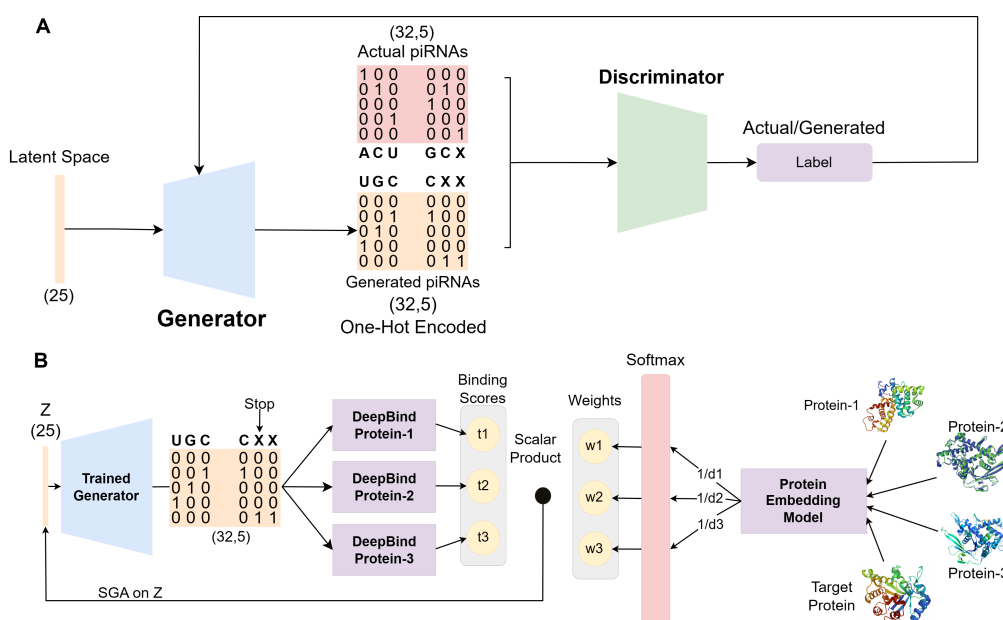 A
(32,5)
Actual piRNAs
1 0 0 0 0 0
0 1 0 0 1 0
0 0 0 1 0 0
0 0 1 0 0 0
0 0 0 0 0 1
A C U G C X
U G C C X X
0 0 0 0 0 0
0 0 1 1 0 0
0 1 0 0 0 0
1 0 0 0 0 0
0 0 0 0 1 1
Generated piRNAs
(32,5)
One-Hot Encoded
Latent Space
(25)
Generator
Discriminator
Actual/Generated
Label
B
Z
(25)
Trained
Generator
Stop
U G C C X X
0 0 0 0 0 0
0 0 1 1 0 0
0 1 0 0 0 0
1 0 0 0 0 0
0 0 0 0 1 1
(32,5)
DeepBind
Protein-1
DeepBind
Protein-2
DeepBind
Protein-3
Binding
Scores
t1
t2
t3
Scalar
Product
SGA on Z
Weights
w1
w2
w3
Softmax
1/d1
1/d2
1/d3
Protein
Embedding
Model
Protein-1
Protein-2
Protein-3
Target
Protein